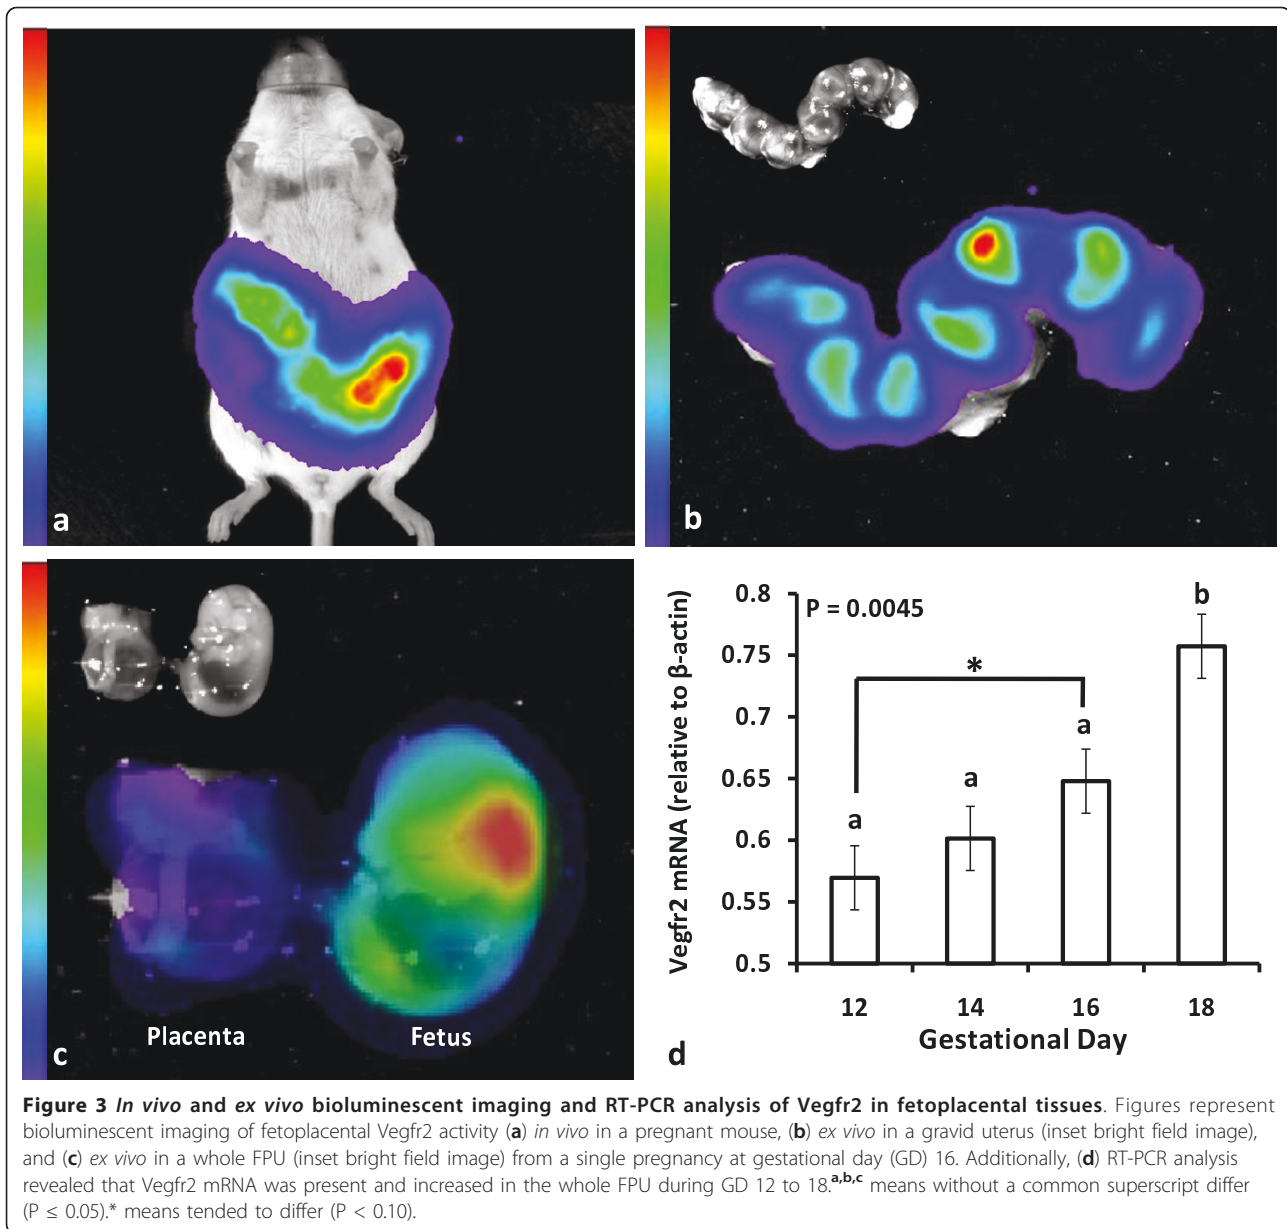 a
b
Placenta
Fetus
c
Vegfr2 mRNA (relative to β-actin)
0.8
0.75
0.7
0.65
0.6
0.55
0.5
P = 0.0045
*
a
a
a
b
12 14 16 18
Gestational Day
d
Figure 3 In vivo and ex vivo bioluminescent imaging and RT-PCR analysis of Vegfr2 in fetoplacental tissues. Figures represent
bioluminescent imaging of fetoplacental Vegfr2 activity (a) in vivo in a pregnant mouse, (b) ex vivo in a gravid uterus (inset bright field image),
and (c) ex vivo in a whole FPU (inset bright field image) from a single pregnancy at gestational day (GD) 16. Additionally, (d) RT-PCR analysis
revealed that Vegfr2 mRNA was present and increased in the whole FPU during GD 12 to 18.a,b,c means without a common superscript differ
(P ≤ 0.05).* means tended to differ (P < 0.10).